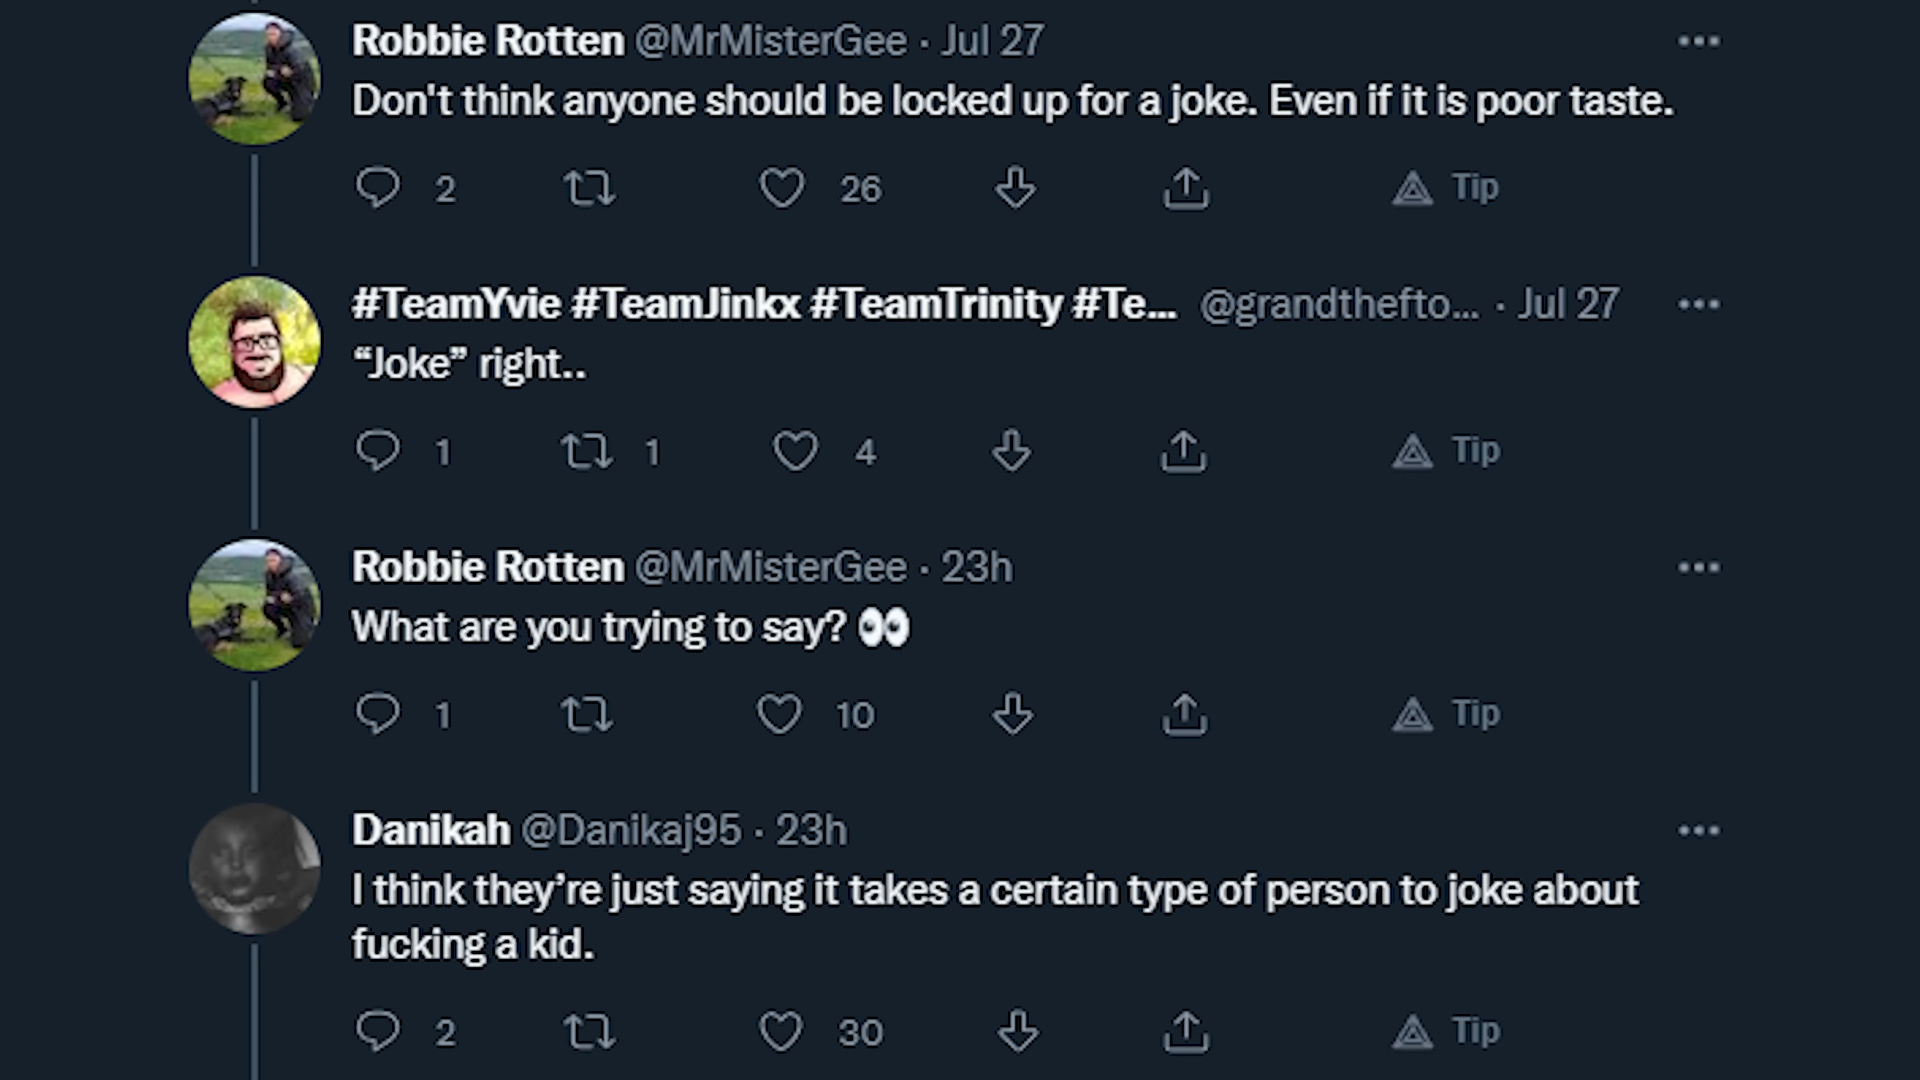 Robbie Rotten @MrMisterGee · Jul 27
Don't think anyone should be locked up for a joke. Even if it is poor taste.
2 26 Tip
#TeamYvie #TeamJinkx #TeamTrinity #Te... @grandthefto... · Jul 27
“Joke” right..
1 1 4 Tip
Robbie Rotten @MrMisterGee · 23h
What are you trying to say? 👀
1 10 Tip
Danikah @Danikaj95 · 23h
I think they’re just saying it takes a certain type of person to joke about
fucking a kid.
2 30 Tip